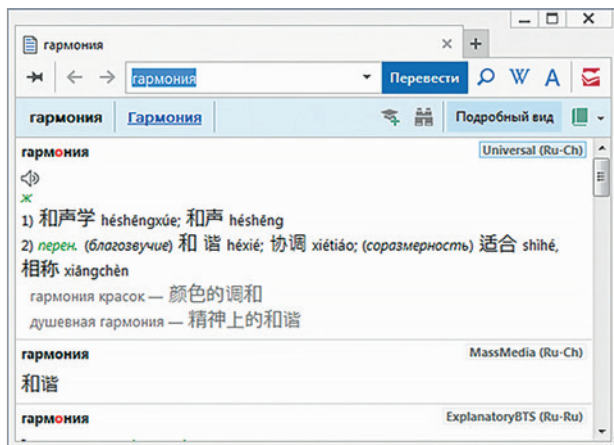 гармония
гармония Перевести W A
гармония Гармония Подробный вид
гармония Universal (Ru-Ch)
ж
1) 和声学 héshēngxúe; 和声 héshēng
2) перен. (благозвучие) 和 谐 héxié; 协调 xiétiáo; (соразмерность) 适合 shìhé,
相称 xiāngchèn
гармония красок — 颜色的调和
душевная гармония — 精神上的和谐
гармония MassMedia (Ru-Ch)
和谐
гармония ExplanatoryBTS (Ru-Ru)